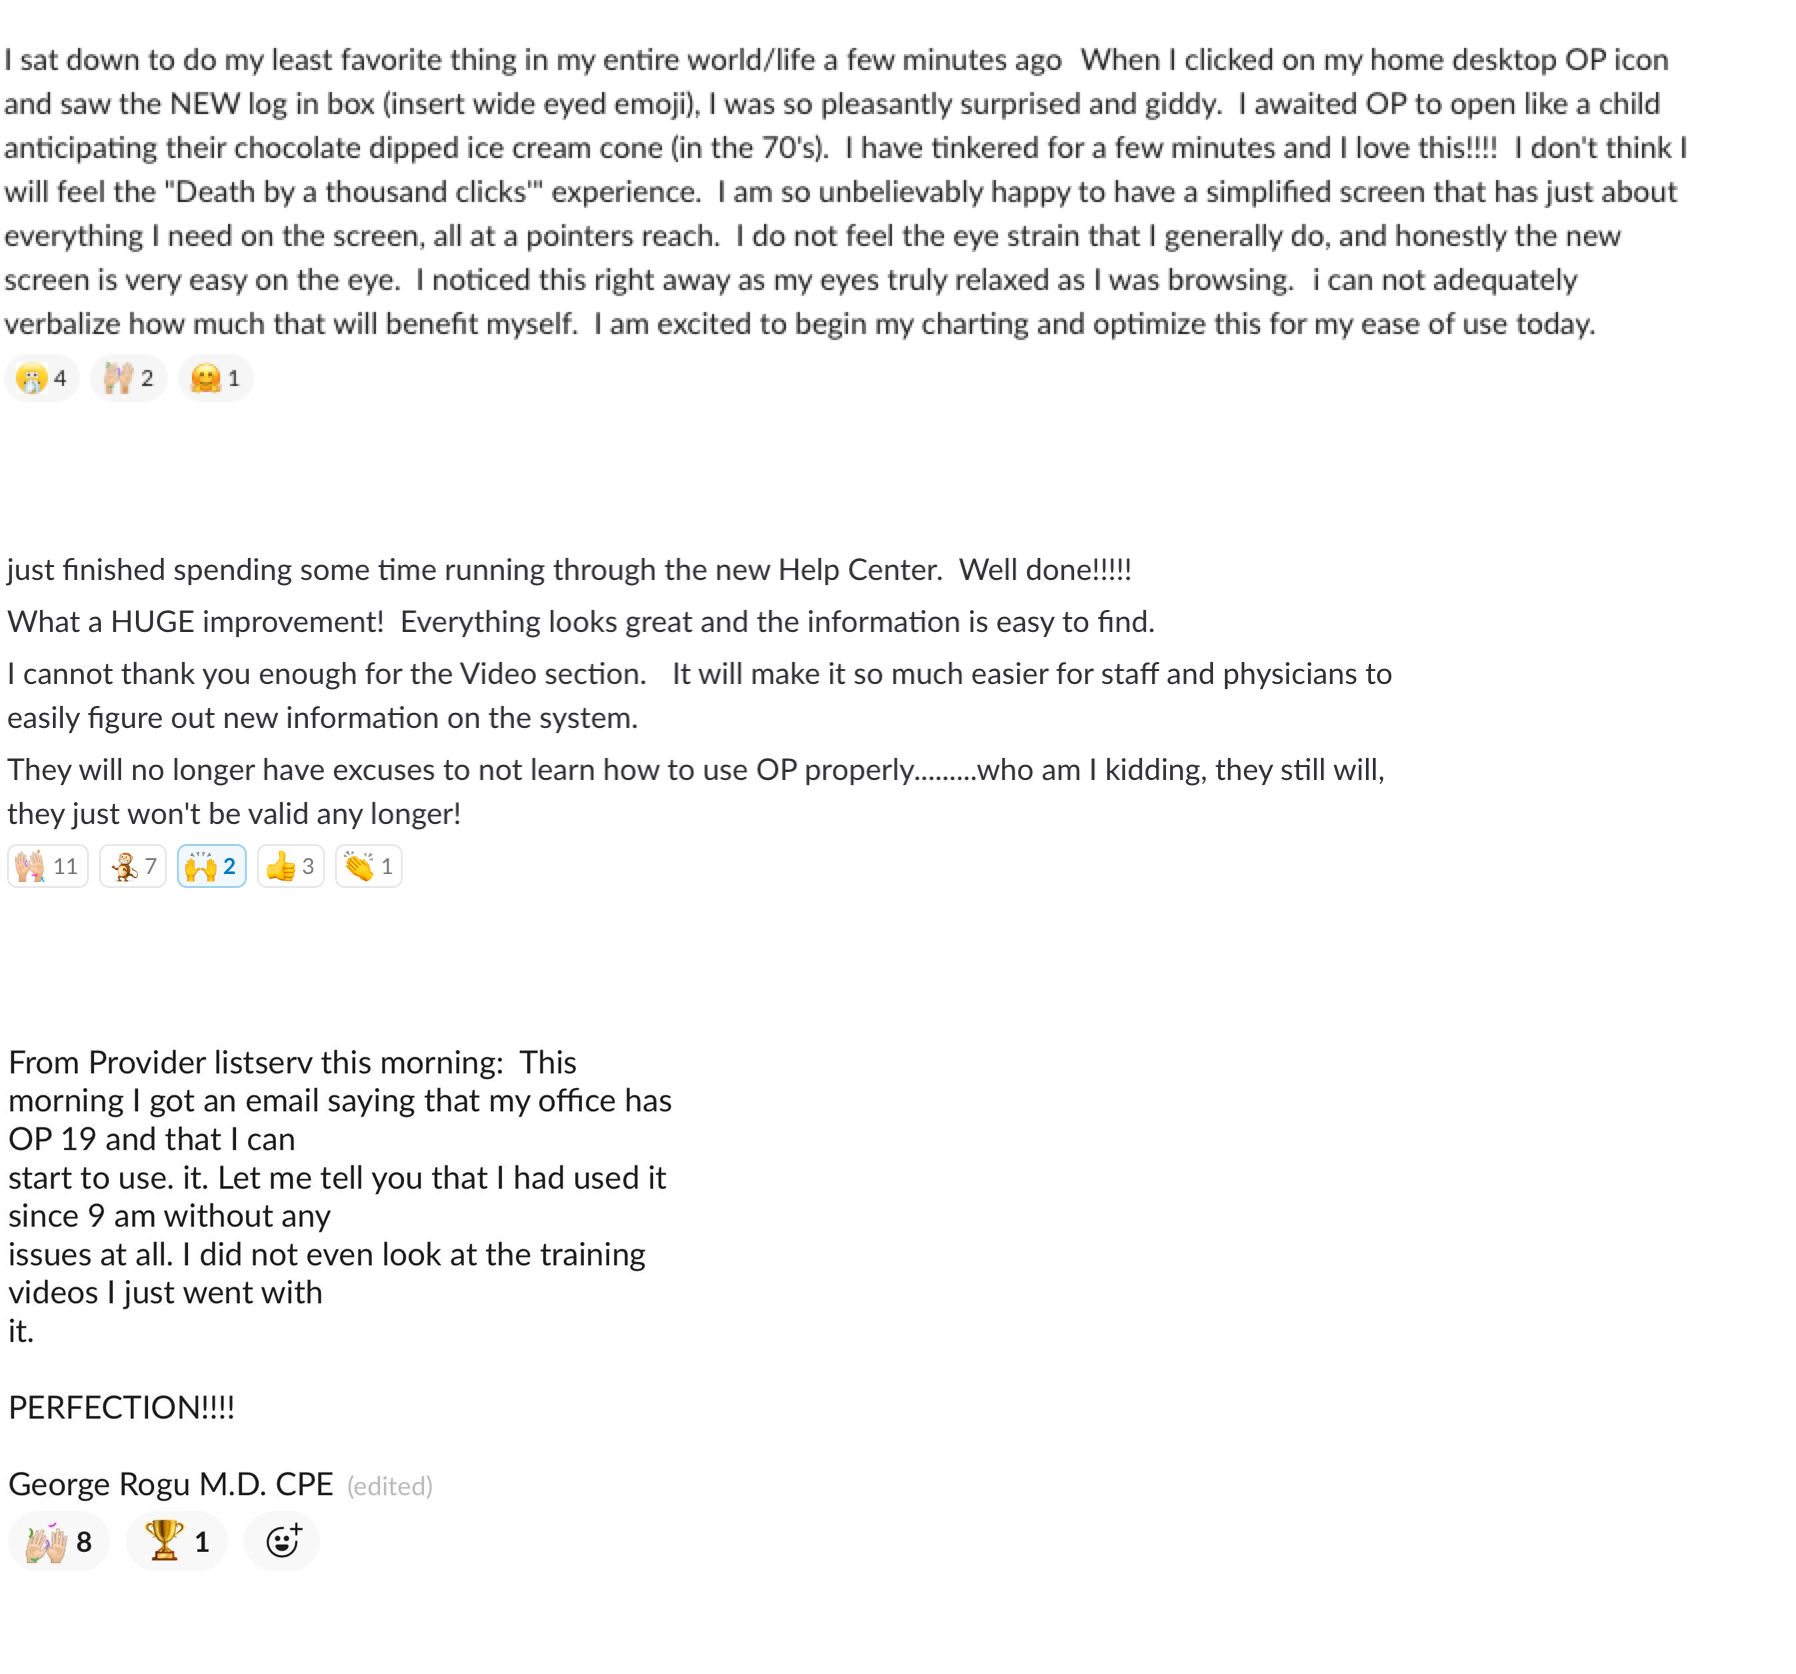 I sat down to do my least favorite thing in my entire world/life a few minutes ago  When I clicked on my home desktop OP icon
and saw the NEW log in box (insert wide eyed emoji), I was so pleasantly surprised and giddy.  I awaited OP to open like a child
anticipating their chocolate dipped ice cream cone (in the 70's).  I have tinkered for a few minutes and I love this!!!!  I don't think I
will feel the "Death by a thousand clicks'" experience.  I am so unbelievably happy to have a simplified screen that has just about
everything I need on the screen, all at a pointers reach.  I do not feel the eye strain that I generally do, and honestly the new
screen is very easy on the eye.  I noticed this right away as my eyes truly relaxed as I was browsing.  i can not adequately
verbalize how much that will benefit myself.  I am excited to begin my charting and optimize this for my ease of use today.
4 2 1
just finished spending some time running through the new Help Center.  Well done!!!!!
What a HUGE improvement!  Everything looks great and the information is easy to find.
I cannot thank you enough for the Video section.   It will make it so much easier for staff and physicians to
easily figure out new information on the system.
They will no longer have excuses to not learn how to use OP properly.........who am I kidding, they still will,
they just won't be valid any longer!
11 7 2 3 1
From Provider listserv this morning:  This
morning I got an email saying that my office has
OP 19 and that I can
start to use. it. Let me tell you that I had used it
since 9 am without any
issues at all. I did not even look at the training
videos I just went with
it.
PERFECTION!!!!
George Rogu M.D. CPE (edited)
8 1